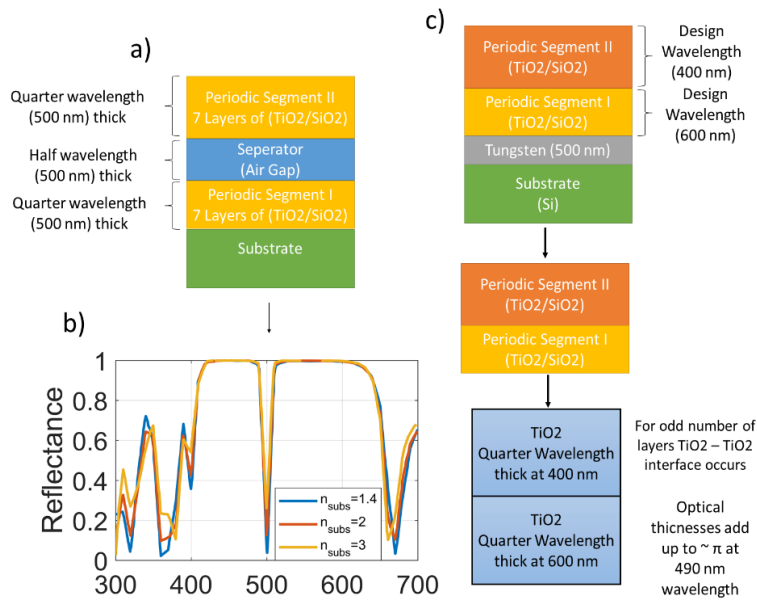 a)
Quarter wavelength
(500 nm) thick
Periodic Segment II
7 Layers of (TiO2/SiO2)
Half wavelength
(500 nm) thick
Seperator
(Air Gap)
Quarter wavelength
(500 nm) thick
Periodic Segment I
7 Layers of (TiO2/SiO2)
Substrate
b)
Reflectance
1
0.8
0.6
0.4
0.2
0
300
400
500
600
700
n_subs=1.4
n_subs=2
n_subs=3
c)
Periodic Segment II
(TiO2/SiO2)
Design
Wavelength
(400 nm)
Periodic Segment I
(TiO2/SiO2)
Design
Wavelength
(600 nm)
Tungsten (500 nm)
Substrate
(Si)
Periodic Segment II
(TiO2/SiO2)
Periodic Segment I
(TiO2/SiO2)
TiO2
Quarter Wavelength
thick at 400 nm
For odd number of
layers TiO2 – TiO2
interface occurs
TiO2
Quarter Wavelength
thick at 600 nm
Optical
thicnesses add
up to ~ π at
490 nm
wavelength